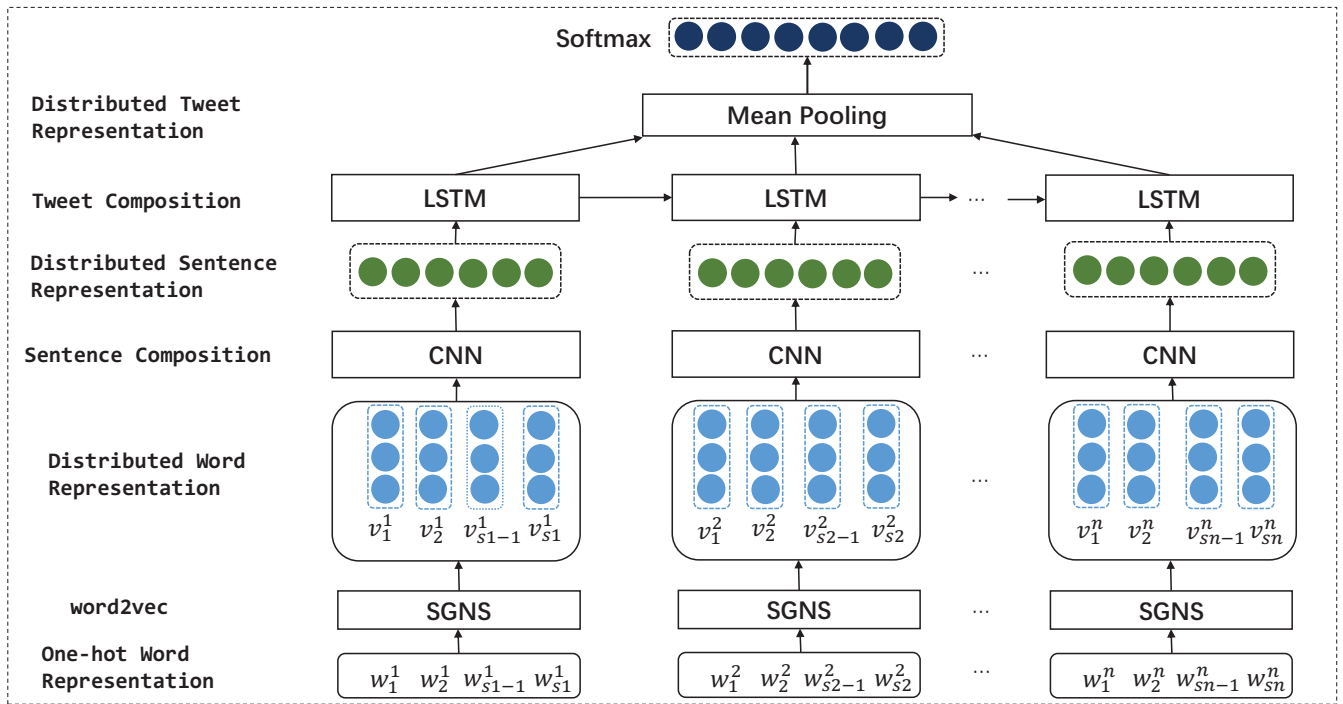 Softmax
Distributed Tweet
Representation
Mean Pooling
Tweet Composition
LSTM LSTM ... LSTM
Distributed Sentence
Representation
...
Sentence Composition
CNN CNN ... CNN
Distributed Word
Representation
...
$v_1^1$ $v_2^1$ $v_{s1-1}^1$ $v_{s1}^1$ $v_1^2$ $v_2^2$ $v_{s2-1}^2$ $v_{s2}^2$ $v_1^n$ $v_2^n$ $v_{sn-1}^n$ $v_{sn}^n$
word2vec
SGNS SGNS ... SGNS
One-hot Word
Representation
$w_1^1$ $w_2^1$ $w_{s1-1}^1$ $w_{s1}^1$ $w_1^2$ $w_2^2$ $w_{s2-1}^2$ $w_{s2}^2$ ... $w_1^n$ $w_2^n$ $w_{sn-1}^n$ $w_{sn}^n$